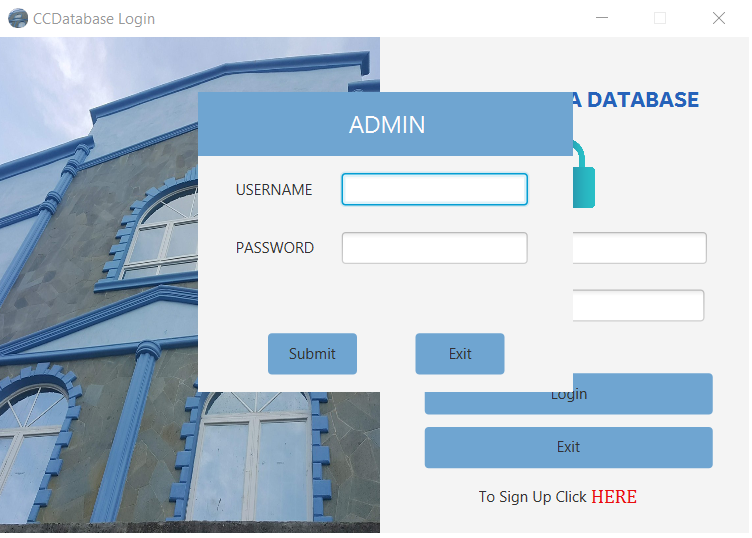 CCDatabase Login
A DATABASE
ADMIN
USERNAME
PASSWORD
Submit
Exit
Login
Exit
To Sign Up Click HERE